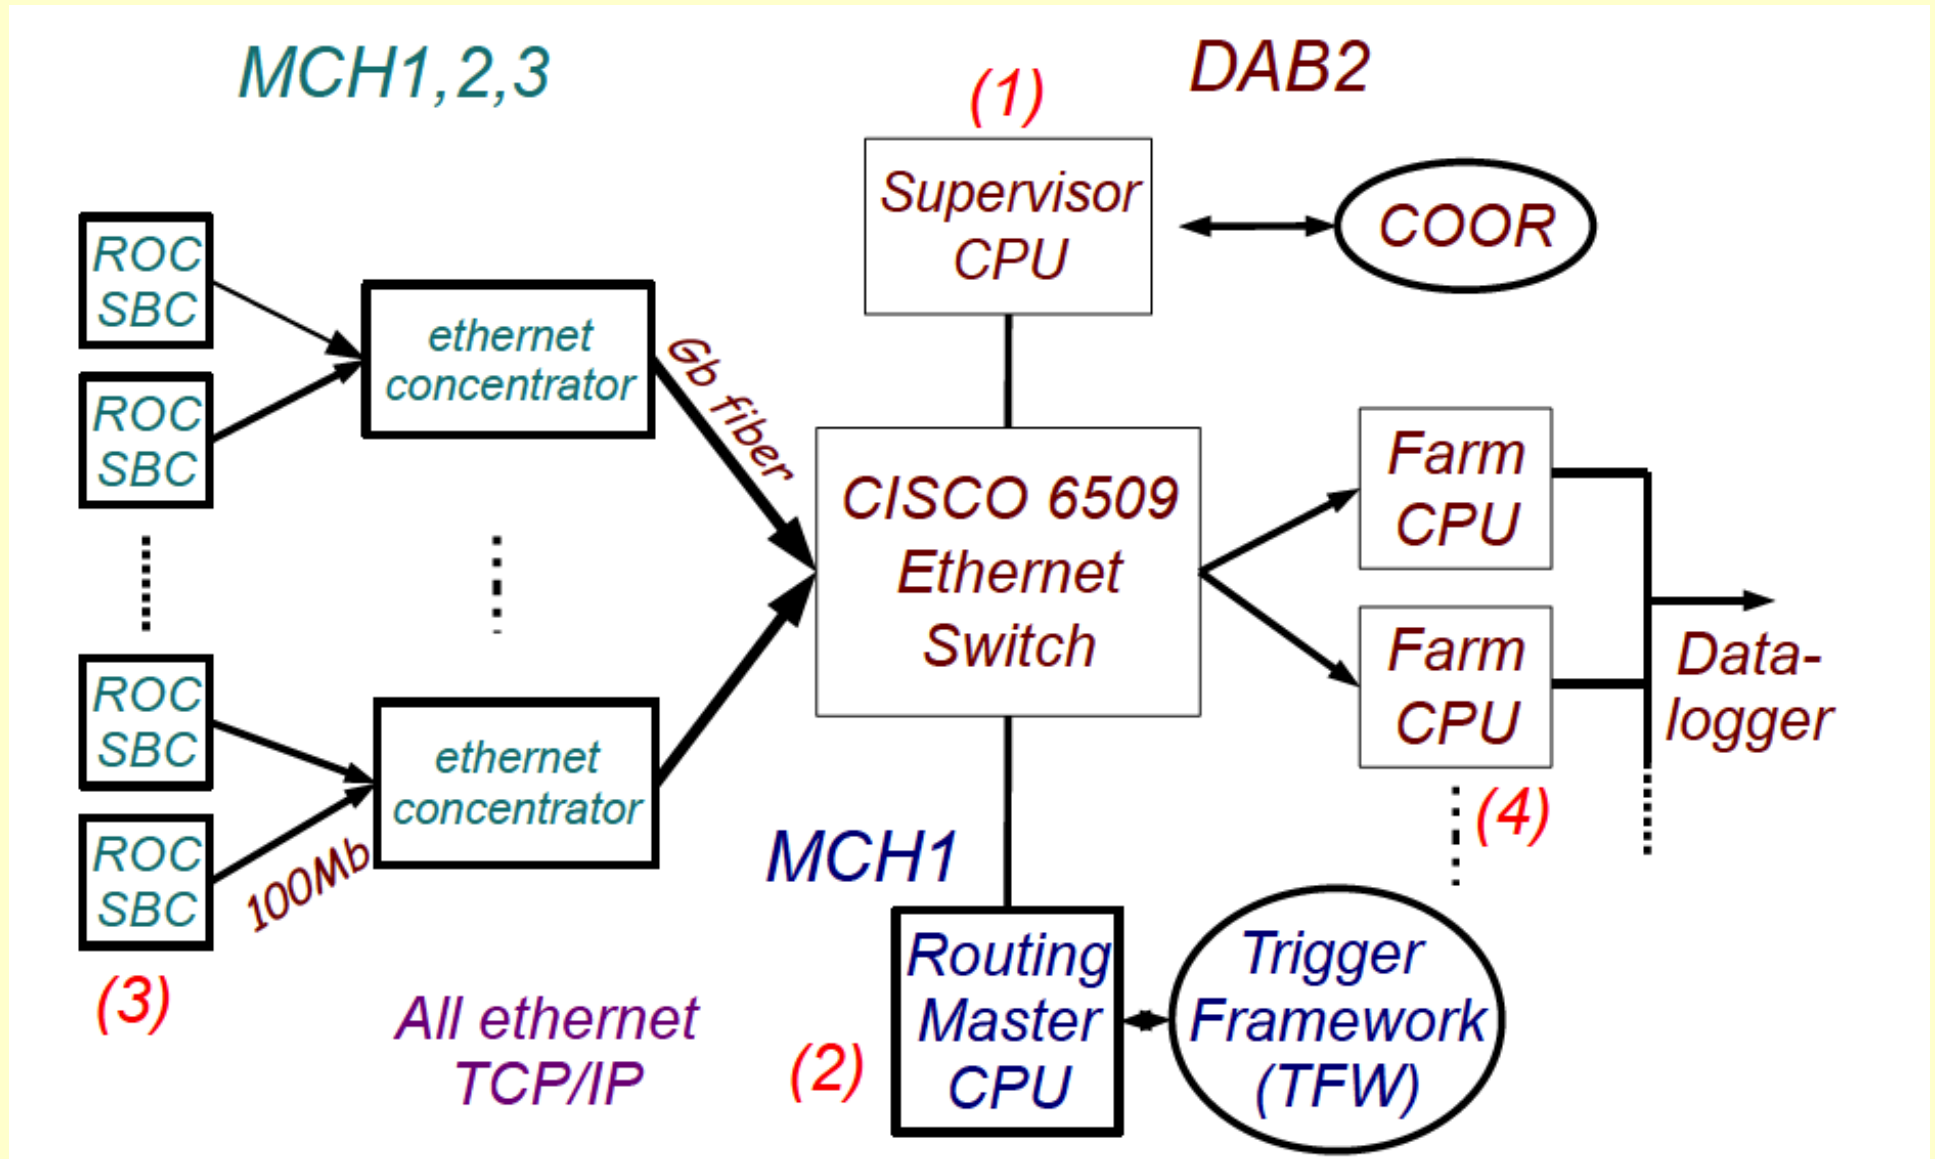 MCH1,2,3
DAB2
(1)
Supervisor
CPU
COOR
ROC
SBC
ROC
SBC
ethernet
concentrator
Gb fiber
CISCO 6509
Ethernet
Switch
Farm
CPU
Farm
CPU
Data-
logger
(4)
ROC
SBC
ROC
SBC
ethernet
concentrator
100Mb
(3)
All ethernet
TCP/IP
MCH1
(2)
Routing
Master
CPU
Trigger
Framework
(TFW)